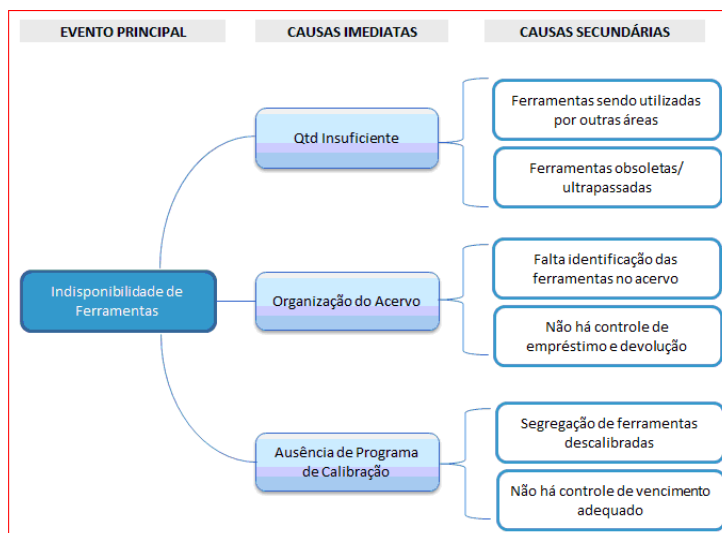 EVENTO PRINCIPAL
CAUSAS IMEDIATAS
CAUSAS SECUNDÁRIAS
Indisponibilidade de
Ferramentas
Qtd Insuficiente
Ferramentas sendo utilizadas
por outras áreas
Ferramentas obsoletas/
ultrapassadas
Organização do Acervo
Falta identificação das
ferramentas no acervo
Não há controle de
empréstimo e devolução
Ausência de Programa
de Calibração
Segregação de ferramentas
descalibradas
Não há controle de vencimento
adequado